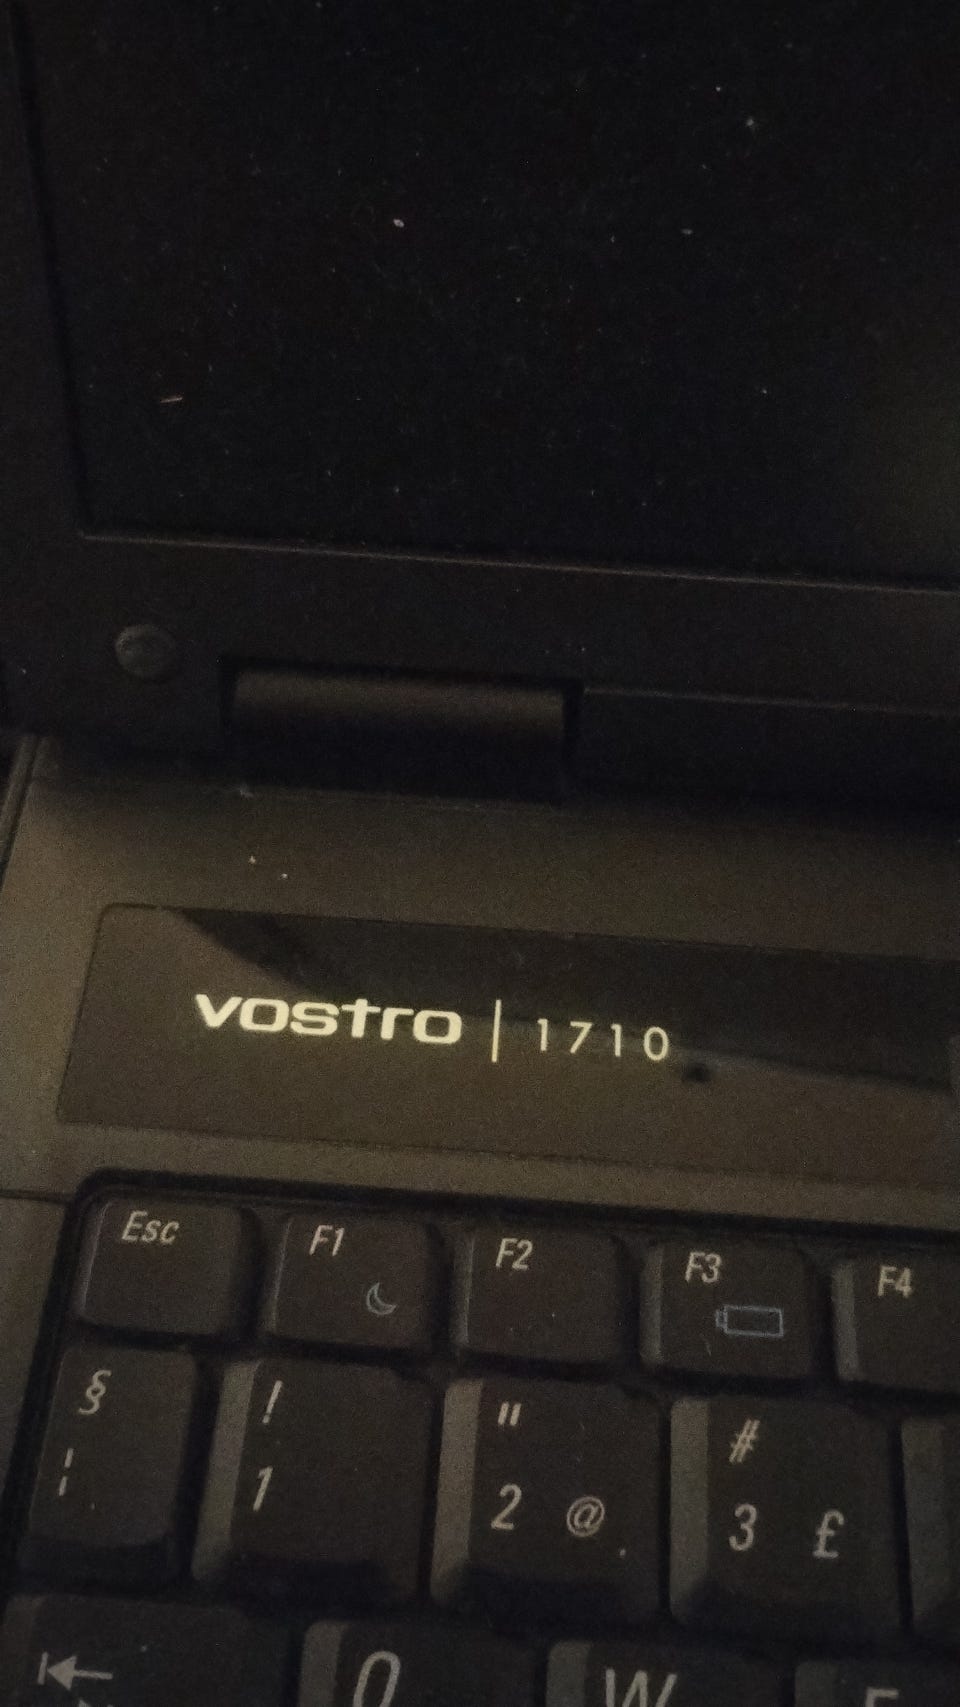 vostro | 1710
Esc F1 F2 F3 F4
§ ! " #
¦ 1 2 @ 3 £
Q W